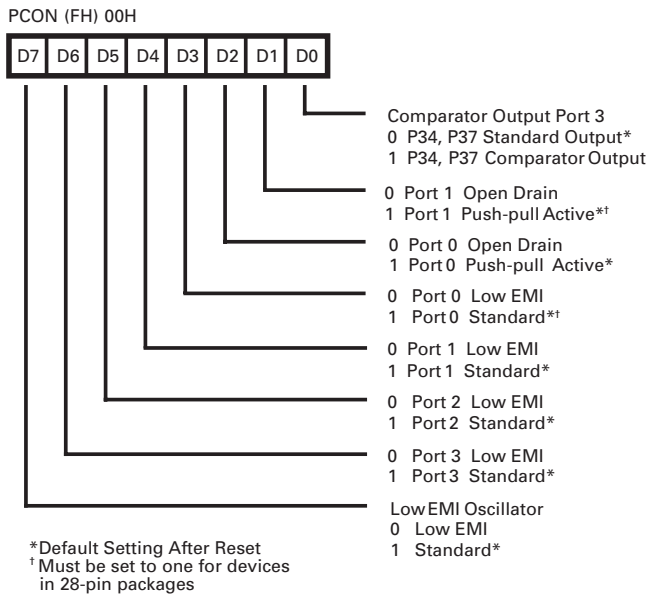 PCON (FH) 00H
D7 D6 D5 D4 D3 D2 D1 D0
Comparator Output Port 3
0 P34, P37 Standard Output*
1 P34, P37 Comparator Output
0 Port 1 Open Drain
1 Port 1 Push-pull Active*†
0 Port 0 Open Drain
1 Port 0 Push-pull Active*
0 Port 0 Low EMI
1 Port 0 Standard*†
0 Port 1 Low EMI
1 Port 1 Standard*
0 Port 2 Low EMI
1 Port 2 Standard*
0 Port 3 Low EMI
1 Port 3 Standard*
Low EMI Oscillator
0 Low EMI
1 Standard*
*Default Setting After Reset
† Must be set to one for devices
in 28-pin packages